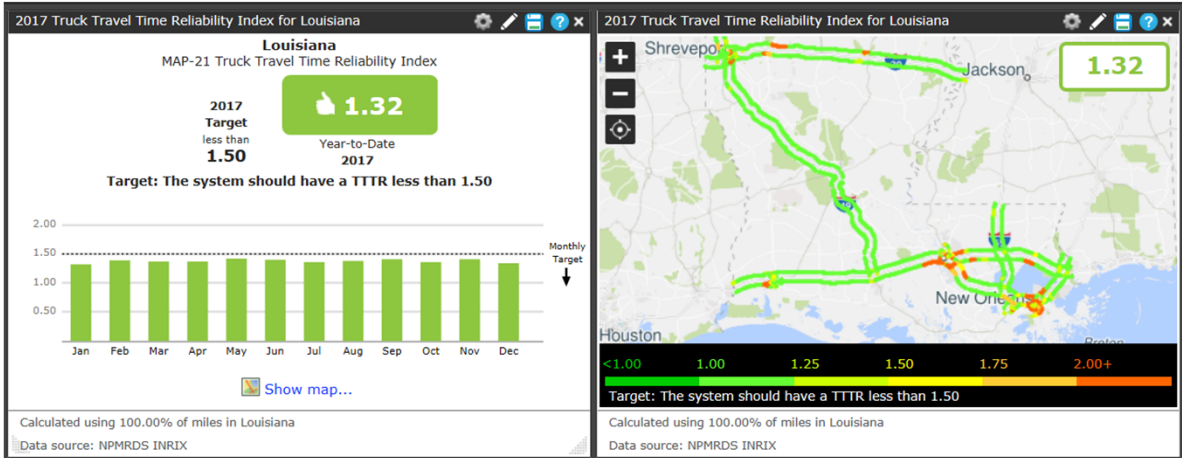 2017 Truck Travel Time Reliability Index for Louisiana
Louisiana
MAP-21 Truck Travel Time Reliability Index
2017
Target
less than
1.50
1.32
Year-to-Date
2017
Target: The system should have a TTTR less than 1.50
2.00
1.50
1.00
0.50
Monthly
Target
Jan Feb Mar Apr May Jun Jul Aug Sep Oct Nov Dec
Show map...
Calculated using 100.00% of miles in Louisiana
Data source: NPMRDS INRIX
2017 Truck Travel Time Reliability Index for Louisiana
Jackson
1.32
Houston
<1.00 1.00 1.25 1.50 1.75 2.00+
Target: The system should have a TTTR less than 1.50
Calculated using 100.00% of miles in Louisiana
Data source: NPMRDS INRIX